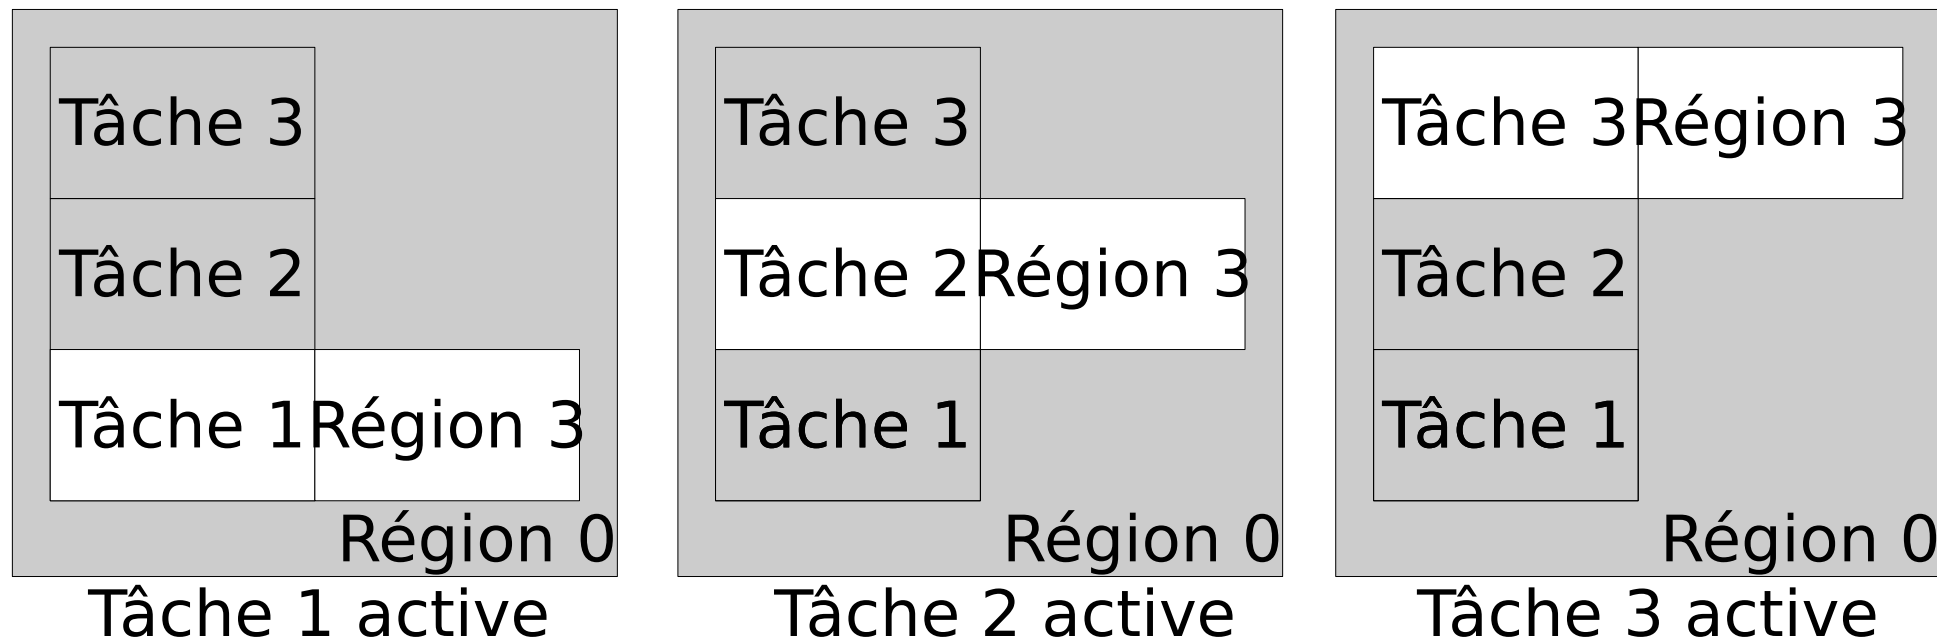 Tâche 3
Tâche 2
Tâche 1 Région 3
Région 0
Tâche 1 active
Tâche 3
Tâche 2 Région 3
Tâche 1
Région 0
Tâche 2 active
Tâche 3 Région 3
Tâche 2
Tâche 1
Région 0
Tâche 3 active